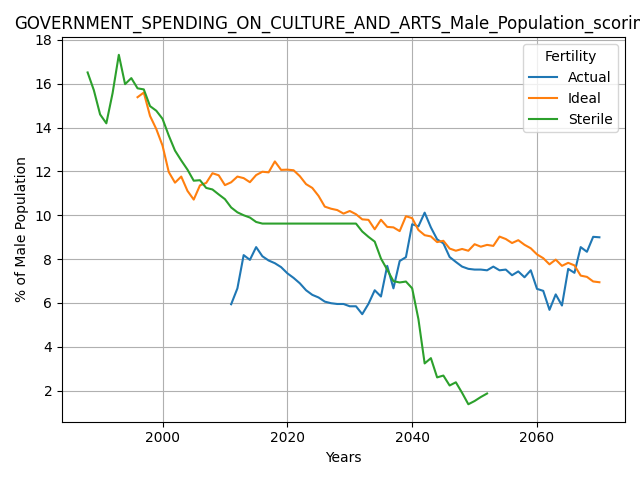 GOVERNMENT_SPENDING_ON_CULTURE_AND_ARTS_Male_Population_scorin
18
16
14
12
10
8
6
4
2
% of Male Population
Fertility
Actual
Ideal
Sterile
2000 2020 2040 2060
Years